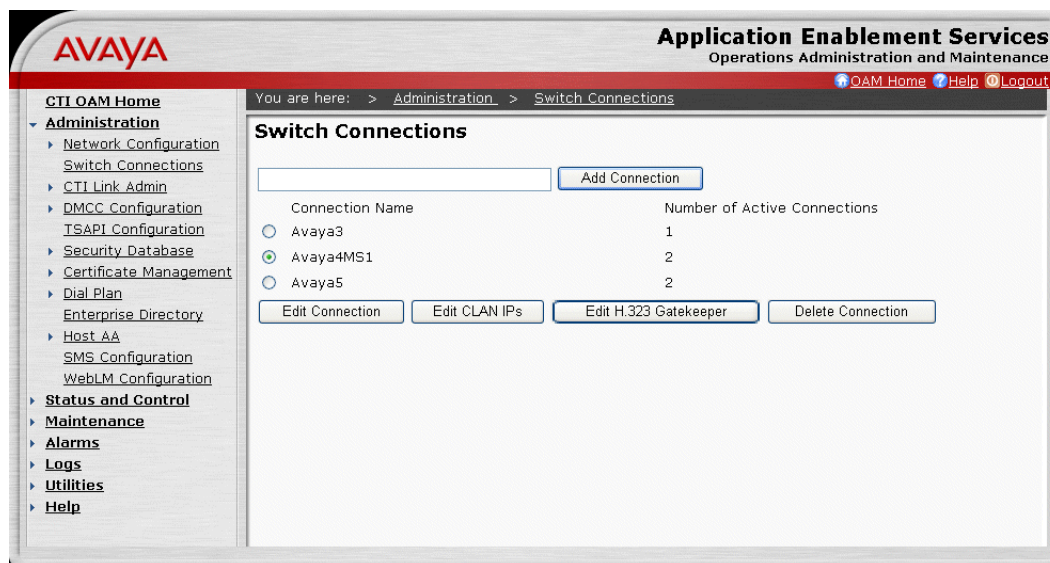 AVAYA
Application Enablement Services
Operations Administration and Maintenance
OAM Home Help Logout
CTI OAM Home
Administration
Network Configuration
Switch Connections
CTI Link Admin
DMCC Configuration
TSAPI Configuration
Security Database
Certificate Management
Dial Plan
Enterprise Directory
Host AA
SMS Configuration
WebLM Configuration
Status and Control
Maintenance
Alarms
Logs
Utilities
Help
You are here: > Administration > Switch Connections
Switch Connections
Add Connection
Connection Name Number of Active Connections
Avaya3 1
Avaya4MS1 2
Avaya5 2
Edit Connection Edit CLAN IPs Edit H.323 Gatekeeper Delete Connection